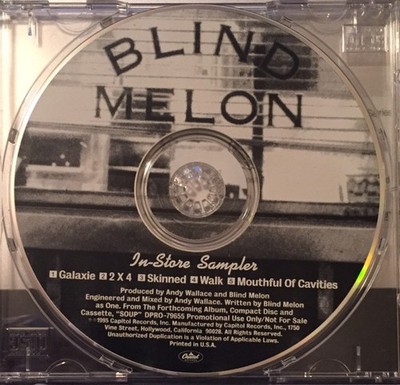 BLIND
MELON
In-Store Sampler
1 Galaxie 2 2 X 4 3 Skinned 4 Walk 5 Mouthful Of Cavities
Produced by Andy Wallace and Blind Melon
Engineered and Mixed by Andy Wallace. Written by Blind Melon
as One. From The Forthcoming Album, Compact Disc and
Cassette, "SOUP" DPRO-79655 Promotional Use Only/Not For Sale
℗©1995 Capitol Records, Inc. Manufactured by Capitol Records, Inc., 1750
Vine Street, Hollywood, California 90028. All Rights Reserved.
Unauthorized Duplication is a Violation of Applicable Laws.
Printed in U.S.A.
Capitol